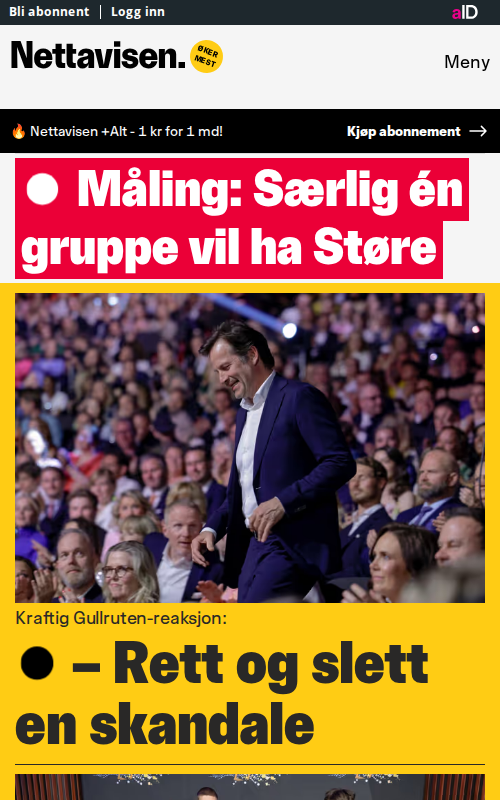 Bli abonnent | Logg inn
aID
Nettavisen. ØKER MEST
Meny
🔥 Nettavisen +Alt - 1 kr for 1 md!
Kjøp abonnement →
Måling: Særlig én
gruppe vil ha Støre
Kraftig Gullruten-reaksjon:
– Rett og slett
en skandale